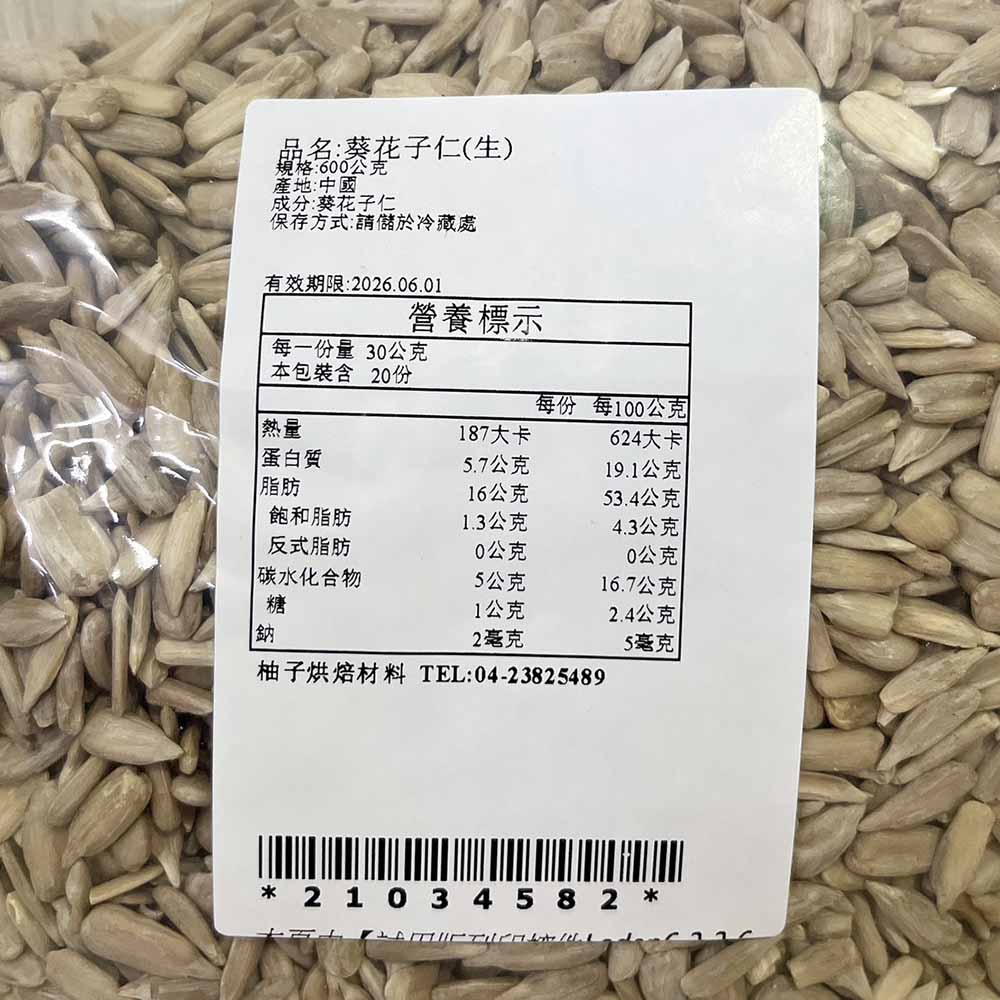 品名:葵花子仁(生)
規格:600公克
產地:中國
成分:葵花子仁
保存方式:請儲於冷藏處
有效期限:2026.06.01
營養標示
每一份量 30公克
本包裝含 20份
每份 每100公克
熱量 187大卡 624大卡
蛋白質 5.7公克 19.1公克
脂肪 16公克 53.4公克
飽和脂肪 1.3公克 4.3公克
反式脂肪 0公克 0公克
碳水化合物 5公克 16.7公克
糖 1公克 2.4公克
鈉 2毫克 5毫克
柚子烘焙材料 TEL:04-23825489
*21034582*